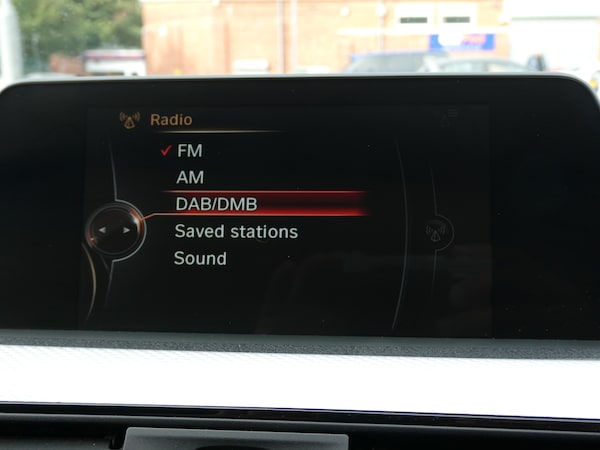 Radio
FM
AM
DAB/DMB
Saved stations
Sound